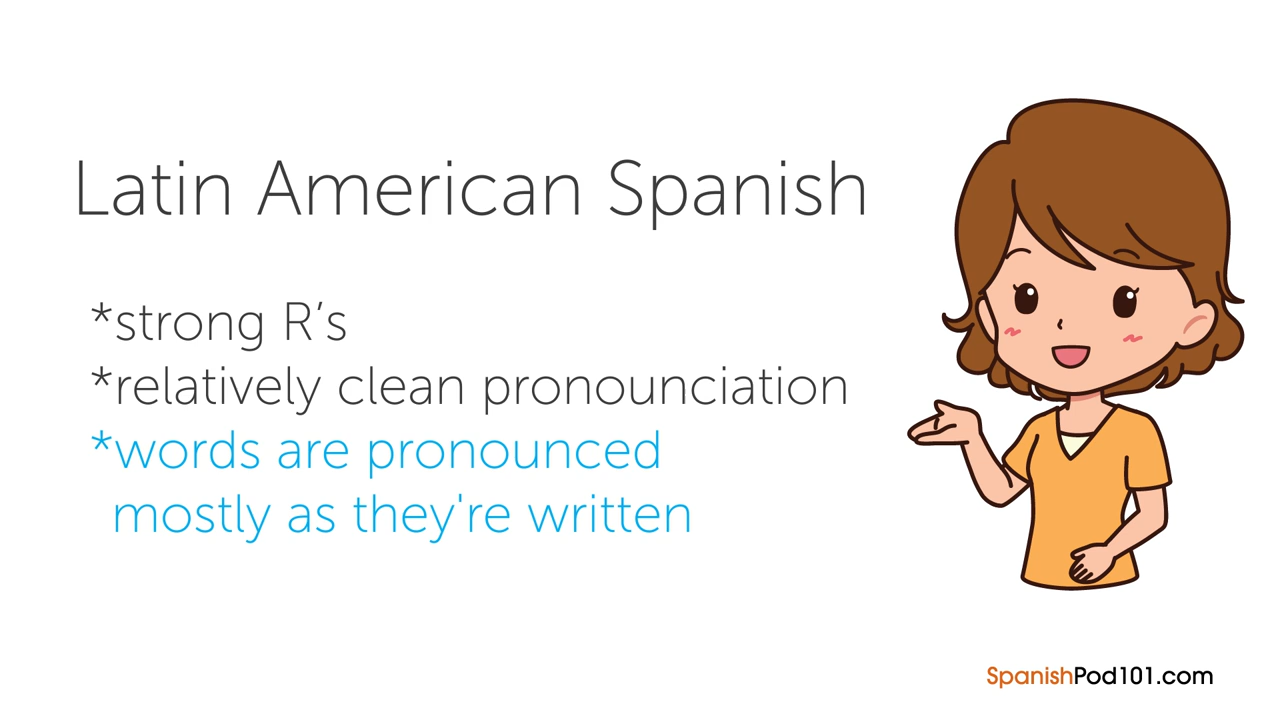 Latin American Spanish
*strong R’s
*relatively clean pronounciation
*words are pronounced
mostly as they're written
SpanishPod101.com